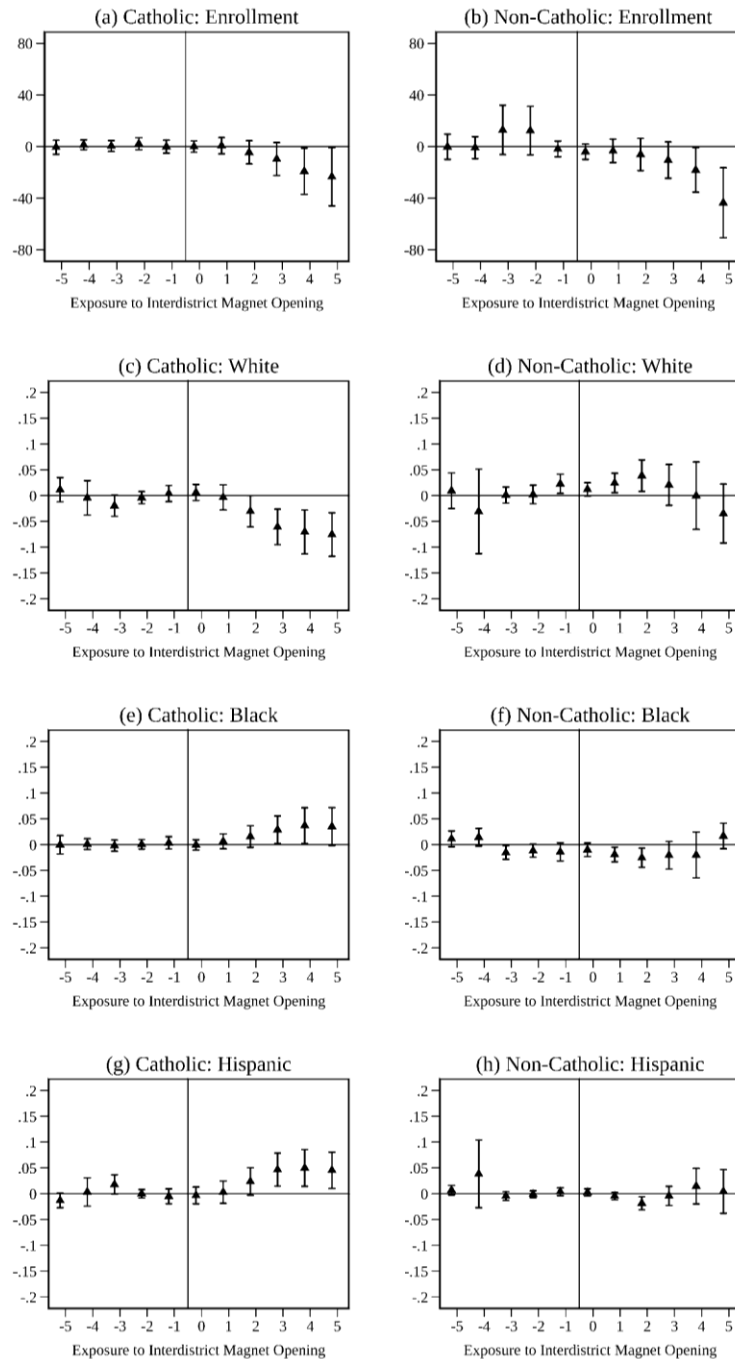 (a) Catholic: Enrollment
80
40
0
-40
-80
-5 -4 -3 -2 -1 0 1 2 3 4 5
Exposure to Interdistrict Magnet Opening
(b) Non-Catholic: Enrollment
80
40
0
-40
-80
-5 -4 -3 -2 -1 0 1 2 3 4 5
Exposure to Interdistrict Magnet Opening
(c) Catholic: White
.2
.15
.1
.05
0
-.05
-.1
-.15
-.2
-5 -4 -3 -2 -1 0 1 2 3 4 5
Exposure to Interdistrict Magnet Opening
(d) Non-Catholic: White
.2
.15
.1
.05
0
-.05
-.1
-.15
-.2
-5 -4 -3 -2 -1 0 1 2 3 4 5
Exposure to Interdistrict Magnet Opening
(e) Catholic: Black
.2
.15
.1
.05
0
-.05
-.1
-.15
-.2
-5 -4 -3 -2 -1 0 1 2 3 4 5
Exposure to Interdistrict Magnet Opening
(f) Non-Catholic: Black
.2
.15
.1
.05
0
-.05
-.1
-.15
-.2
-5 -4 -3 -2 -1 0 1 2 3 4 5
Exposure to Interdistrict Magnet Opening
(g) Catholic: Hispanic
.2
.15
.1
.05
0
-.05
-.1
-.15
-.2
-5 -4 -3 -2 -1 0 1 2 3 4 5
Exposure to Interdistrict Magnet Opening
(h) Non-Catholic: Hispanic
.2
.15
.1
.05
0
-.05
-.1
-.15
-.2
-5 -4 -3 -2 -1 0 1 2 3 4 5
Exposure to Interdistrict Magnet Opening